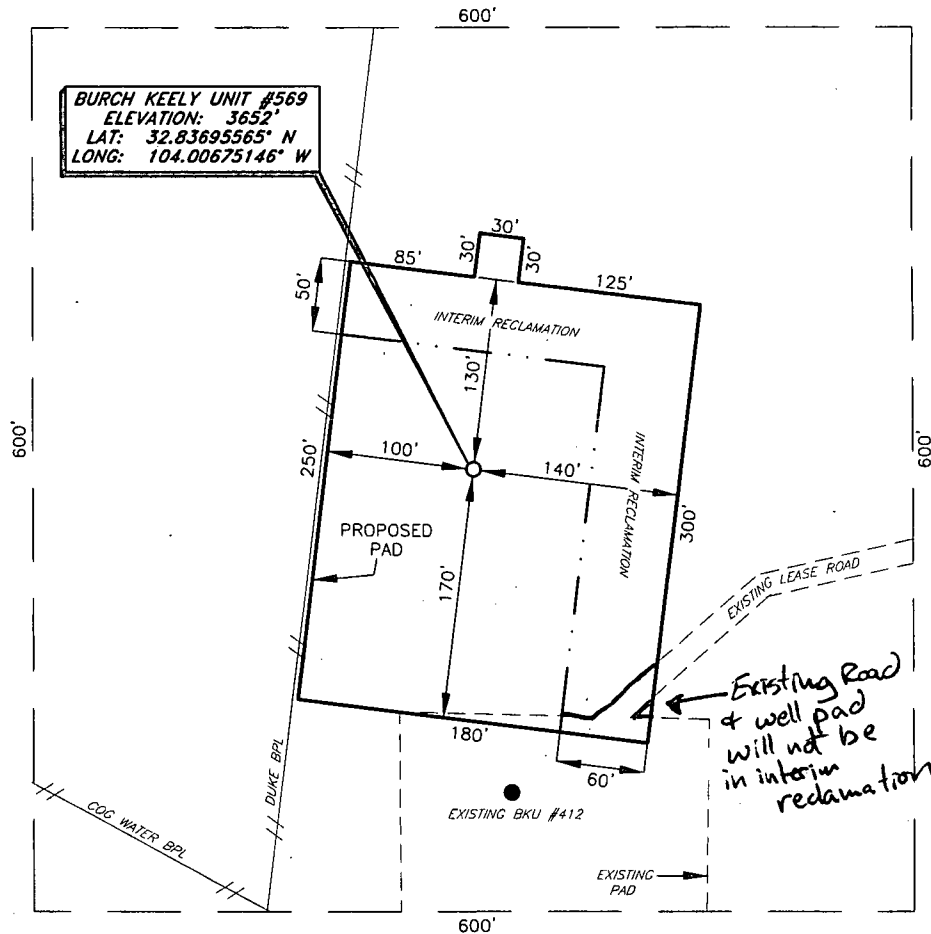 600'
BURCH KEELY UNIT #569
ELEVATION: 3652'
LAT: 32.83695565° N
LONG: 104.00675146° W
30'
30'
30'
85'
125'
50'
INTERIM RECLAMATION
130'
600'
600'
250'
100'
140'
INTERIM RECLAMATION
300'
PROPOSED
PAD
170'
EXISTING LEASE ROAD
Existing Road
& well pad
will not be
in interim
reclamation
180'
60'
DUKE BPL
COG WATER BPL
EXISTING BKU #412
EXISTING
PAD
600'